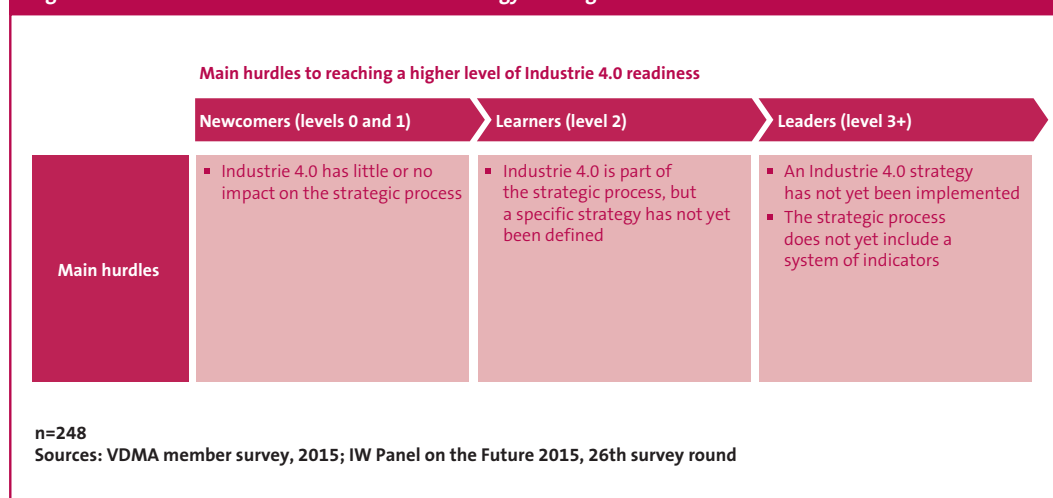 Main hurdles to reaching a higher level of Industrie 4.0 readiness
Newcomers (levels 0 and 1)
Learners (level 2)
Leaders (level 3+)
Main hurdles
▪ Industrie 4.0 has little or no
impact on the strategic process
▪ Industrie 4.0 is part of
the strategic process, but
a specific strategy has not yet
been defined
▪ An Industrie 4.0 strategy
has not yet been implemented
▪ The strategic process
does not yet include a
system of indicators
n=248
Sources: VDMA member survey, 2015; IW Panel on the Future 2015, 26th survey round